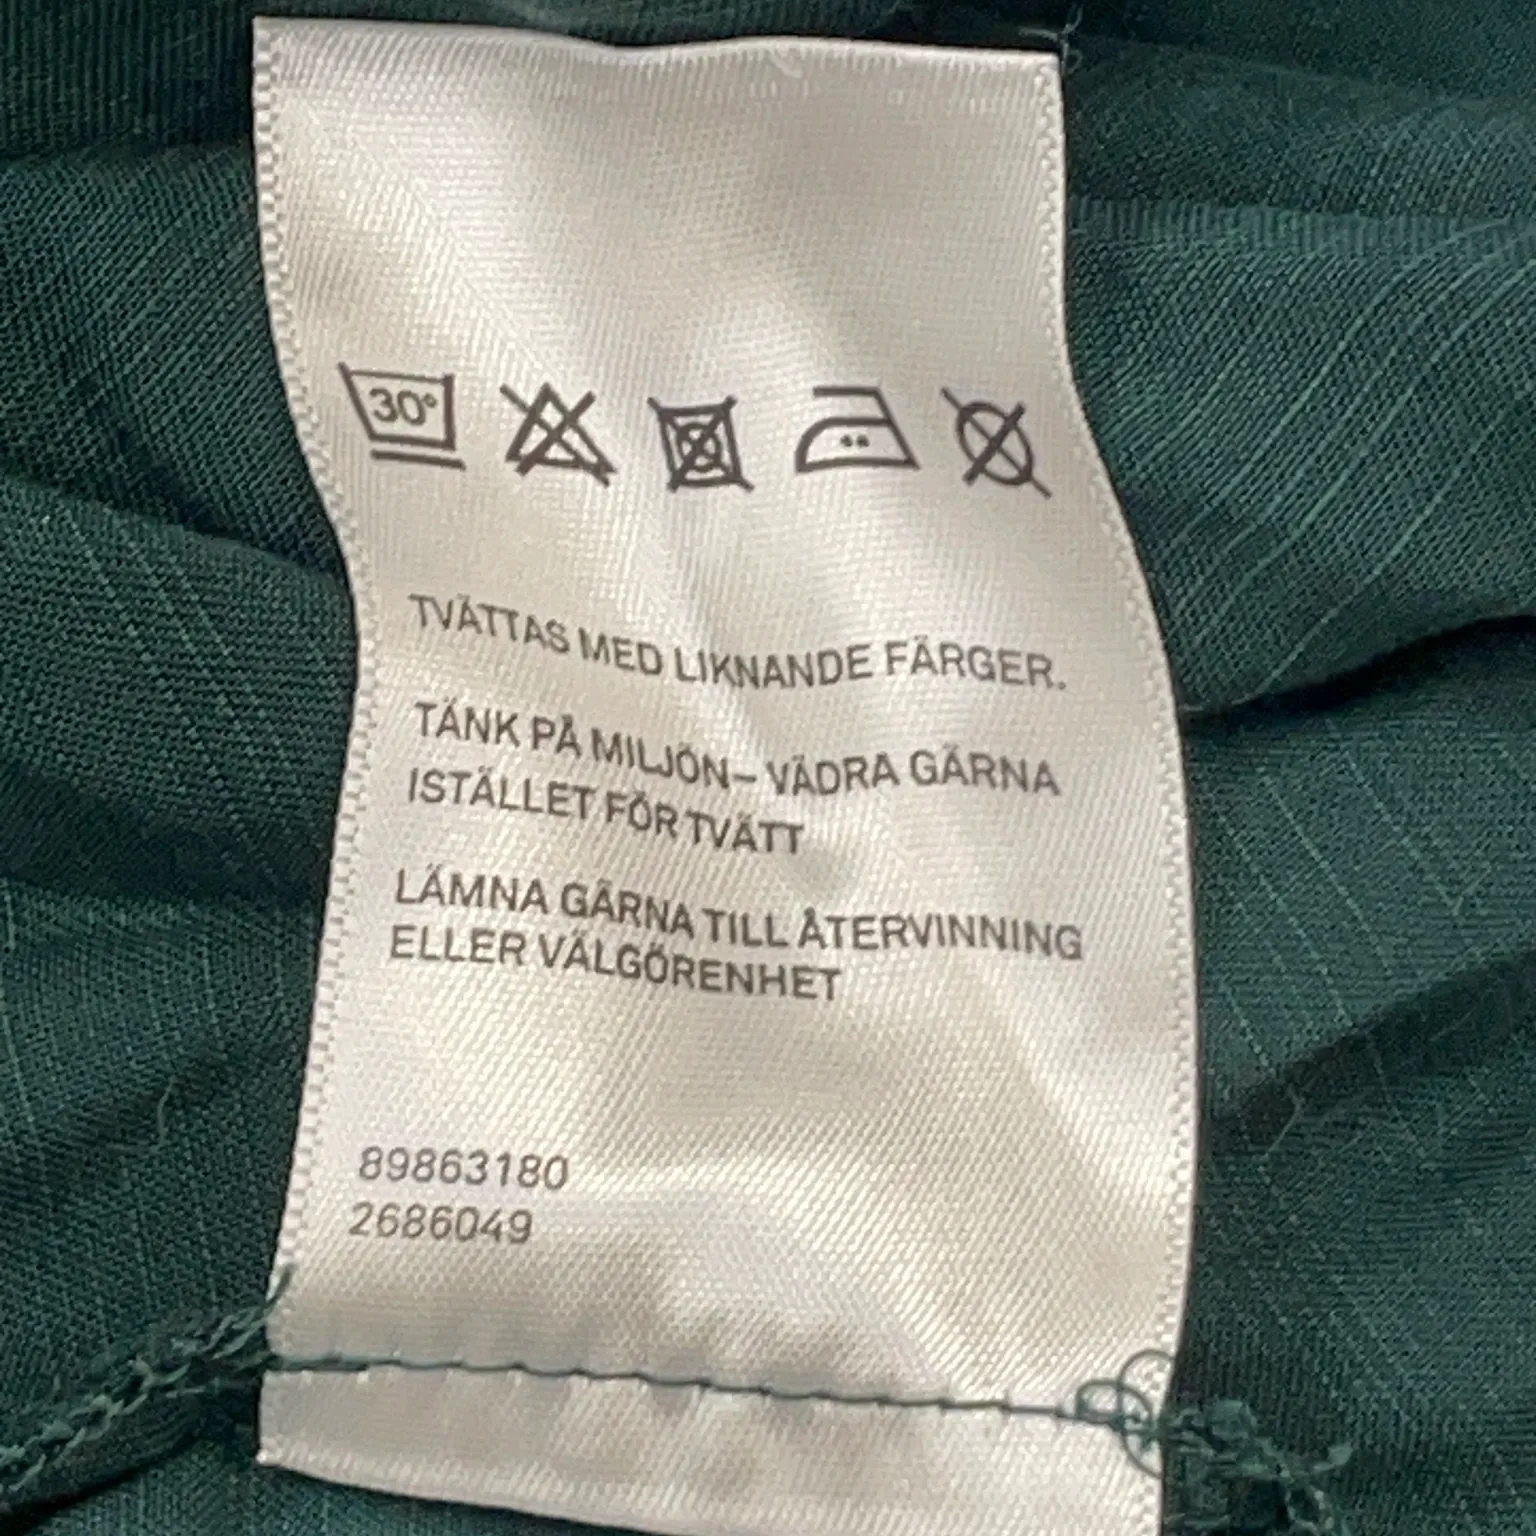 30°
TVÄTTAS MED LIKNANDE FÄRGER.
TÄNK PÅ MILJÖN– VÄDRA GÄRNA
ISTÄLLET FÖR TVÄTT
LÄMNA GÄRNA TILL ÅTERVINNING
ELLER VÄLGÖRENHET
89863180
2686049